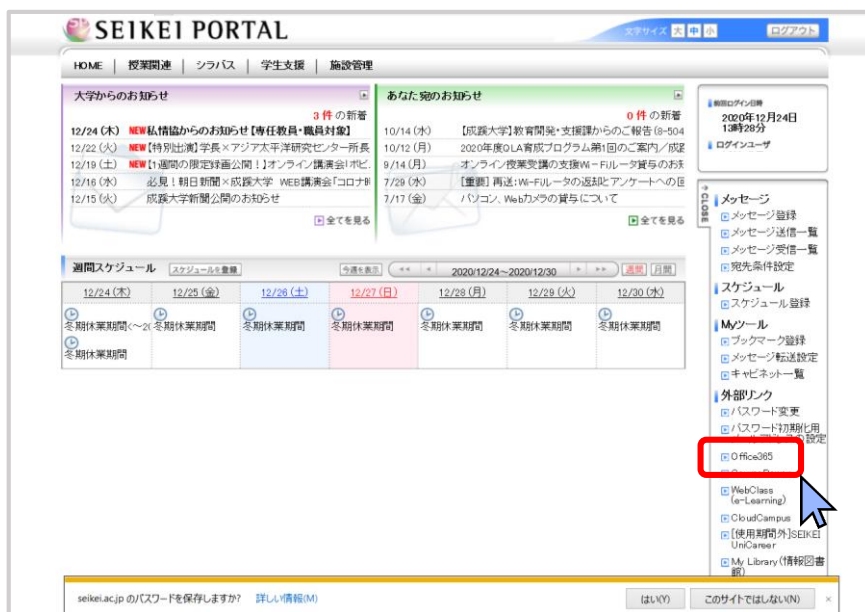 SEIKEI PORTAL
文字サイズ 大 中 小
ログアウト
HOME | 授業関連 | シラバス | 学生支援 | 施設管理
大学からのお知らせ
3 件 の新着
12/24 (木) NEW 私情協からのお知らせ【専任教員・職員対象】
12/22 (火) NEW【特別出演】学長×アジア太平洋研究センター所長
12/19 (土) NEW【1週間の限定録画公開!】オンライン講演会「ポピ
12/16 (水) 必見!朝日新聞×成蹊大学 WEB講演会「コロナ時
12/15 (火) 成蹊大学新聞公開のお知らせ
全てを見る
あなた宛のお知らせ
0 件 の新着
10/14 (水) 【成蹊大学】教育開発・支援課からのご報告(8-504
10/12 (月) 2020年度QLA育成プログラム第1回のご案内/成蹊
9/14 (月) オンライン授業受講の支援Wi-Fiルータ貸与のお知
7/29 (水) [重要] 再送:Wi-Fiルータの返却とアンケートへの回
7/17 (金) パソコン、Webカメラの貸与について
全てを見る
週間スケジュール スケジュールを登録 今週を表示 2020/12/24～2020/12/30 週間 月間
12/24 (木) 12/25 (金) 12/26 (土) 12/27 (日) 12/28 (月) 12/29 (火) 12/30 (水)
冬期休業期間<～20 冬期休業期間 冬期休業期間 冬期休業期間 冬期休業期間 冬期休業期間 冬期休業期間
冬期休業期間
前回ログイン日時
2020年12月24日
13時28分
ログインユーザ
CLOSE
メッセージ
メッセージ登録
メッセージ送信一覧
メッセージ受信一覧
宛先条件設定
スケジュール
スケジュール登録
Myツール
ブックマーク登録
メッセージ転送設定
キャビネット一覧
外部リンク
パスワード変更
パスワード初期化用
の設定
Office365
WebClass
(e-Learning)
CloudCampus
[使用期間外]SEIKEI
UniCareer
My Library (情報図書
館)
seikei.ac.jp のパスワードを保存しますか? 詳しい情報(M) はい(Y) このサイトではしない(N) ×